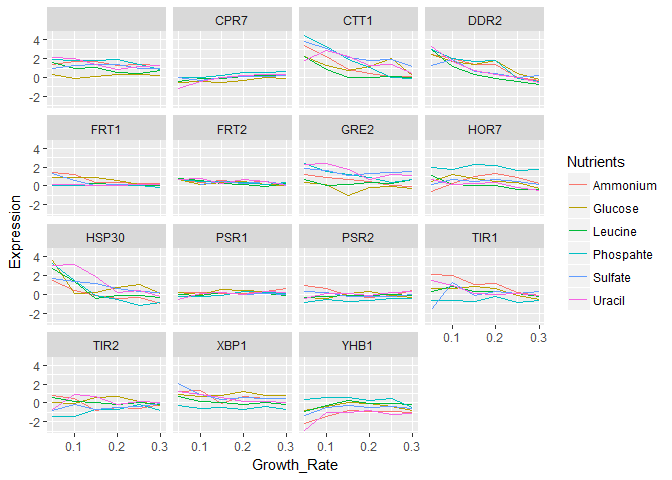 CPR7 CTT1 DDR2
4
2
0
-2
FRT1 FRT2 GRE2 HOR7
4
2
0
-2
Nutrients
Ammonium
Glucose
Leucine
Phospahte
Sulfate
Uracil
Expression
HSP30 PSR1 PSR2 TIR1
4
2
0
-2
TIR2 XBP1 YHB1
0.1 0.2 0.3
4
2
0
-2
0.1 0.2 0.3 0.1 0.2 0.3 0.1 0.2 0.3
Growth_Rate